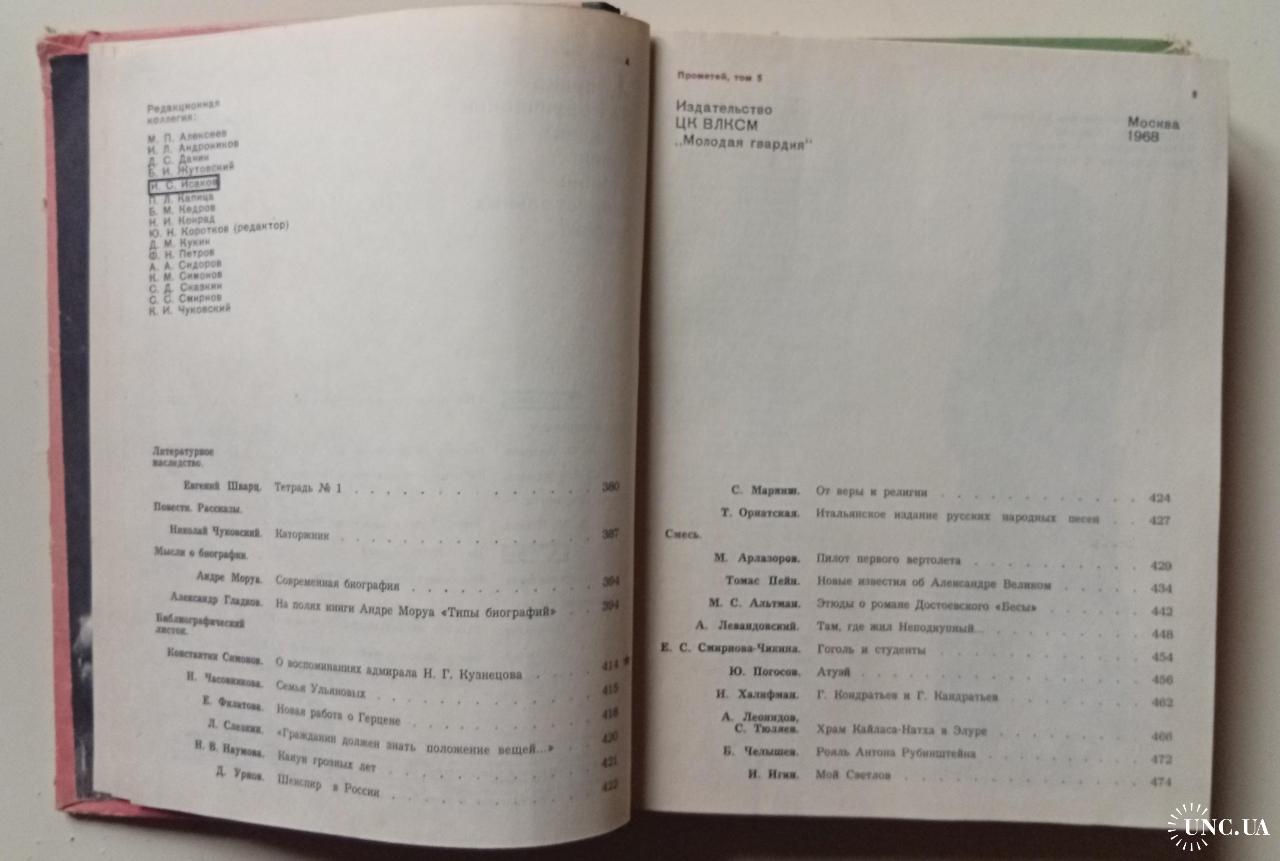 4
Редакционная
коллегия:
М. П. Алексеев
И. Л. Андроников
Д. С. Данин
Б. И. Жутовский
И. С. Исаков
П. Л. Капица
Б. М. Кедров
Н. И. Конрад
Ю. Н. Коротков (редактор)
Д. М. Кукин
Ф. Н. Петров
А. А. Сидоров
К. М. Симонов
С. Д. Сказкин
С. С. Смирнов
К. И. Чуковский
Литературное
наследство.
Евгений Шварц. Тетрадь № 1 380
Повести. Рассказы.
Николай Чуковский. Каторжник 387
Мысли о биографии.
Андре Моруа. Современная биография 394
Александр Гладков. На полях книги Андре Моруа «Типы биографий» 394
Библиографический
листок.
Константин Симонов. О воспоминаниях адмирала Н. Г. Кузнецова 414
Н. Часовникова. Семья Ульяновых 415
Е. Филатова. Новая работа о Герцене 418
Л. Слезкин. «Гражданин должен знать положение вещей...» 420
Н. В. Наумова. Канун грозных лет 421
Д. Урнов. Шекспир в России 422
Прометей, том 5
Издательство
ЦК ВЛКСМ
„Молодая гвардия"
Москва
1968
С. Маркиш. От веры к религии 424
Т. Орнатская. Итальянское издание русских народных песен 427
Смесь.
М. Арлазоров. Пилот первого вертолета 429
Томас Пейн. Новые известия об Александре Великом 434
М. С. Альтман. Этюды о романе Достоевского «Бесы» 442
А. Левандовский. Там, где жил Неподкупный... 448
Е. С. Смирнова-Чикина. Гоголь и студенты 454
Ю. Погосов. Атуэй 456
И. Халифман. Г. Кондратьев и Г. Кандратьев 462
А. Леонидов,
С. Тюляев. Храм Кайласа-Натха в Элуре 466
Б. Челышев. Рояль Антона Рубинштейна 472
И. Игин. Мой Светлов 474
UNC.UA